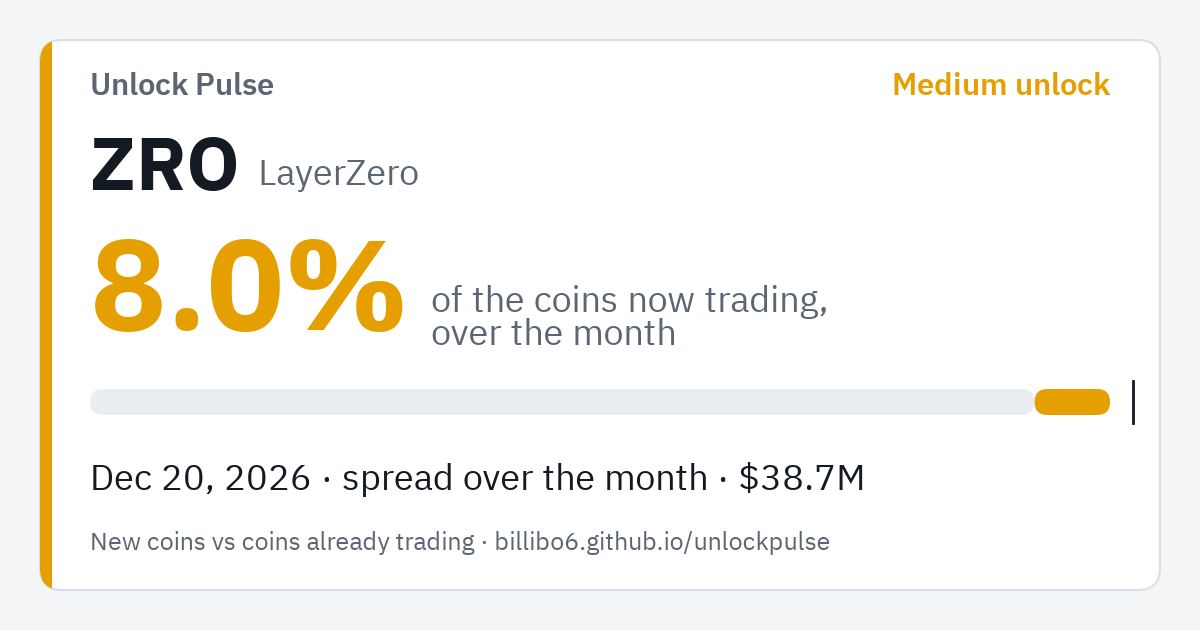 Unlock Pulse
Medium unlock
ZRO LayerZero
8.0% of the coins now trading,
over the month
Dec 20, 2026 · spread over the month · $38.7M
New coins vs coins already trading · billibo6.github.io/unlockpulse